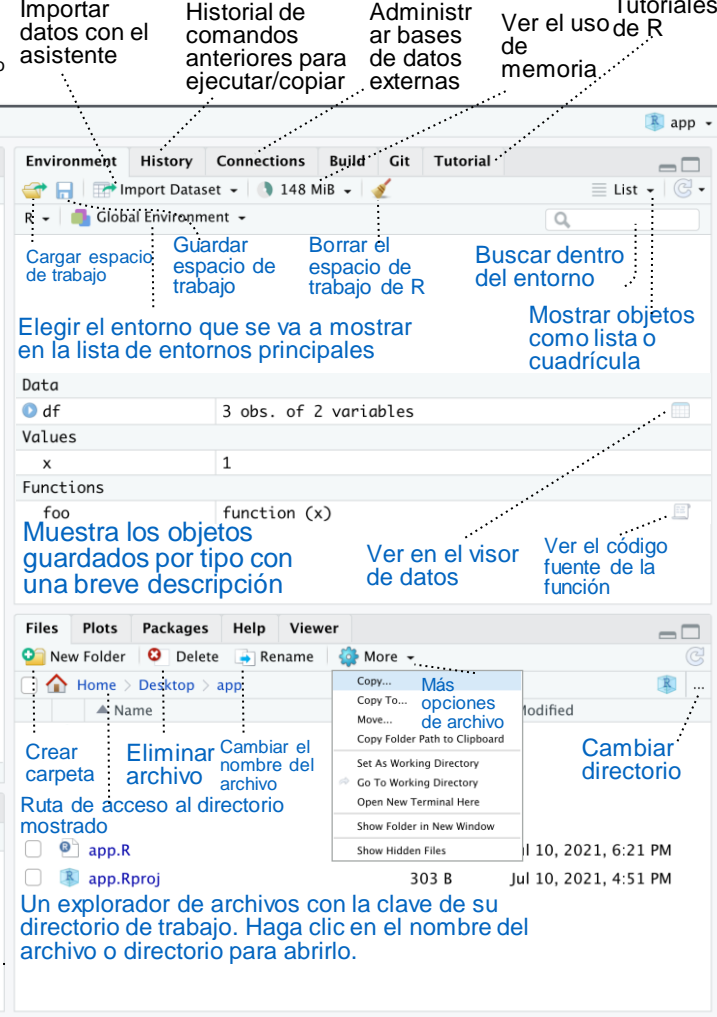 Importar
datos con el
asistente
Historial de
comandos
anteriores para
ejecutar/copiar
Administr
ar bases
de datos
externas
Ver el uso
de
memoria
Tutoriales
de R
app
Environment History Connections Build Git Tutorial
Import Dataset 148 MiB List
R Global Environment
Cargar espacio
de trabajo
Guardar
espacio de
trabajo
Borrar el
espacio de
trabajo de R
Buscar dentro
del entorno
Elegir el entorno que se va a mostrar
en la lista de entornos principales
Mostrar objetos
como lista o
cuadrícula
Data
df 3 obs. of 2 variables
Values
x 1
Functions
foo function (x)
Muestra los objetos
guardados por tipo con
una breve descripción
Ver en el visor
de datos
Ver el código
fuente de la
función
Files Plots Packages Help Viewer
New Folder Delete Rename More
Home > Desktop > app ...
Name Modified
Copy...
Copy To...
Move...
Copy Folder Path to Clipboard
Set As Working Directory
Go To Working Directory
Open New Terminal Here
Show Folder in New Window
Show Hidden Files
Más
opciones
de archivo
Crear
carpeta
Eliminar
archivo
Cambiar el
nombre del
archivo
Cambiar
directorio
Ruta de acceso al directorio
mostrado
app.R Jul 10, 2021, 6:21 PM
app.Rproj 303 B Jul 10, 2021, 4:51 PM
Un explorador de archivos con la clave de su
directorio de trabajo. Haga clic en el nombre del
archivo o directorio para abrirlo.